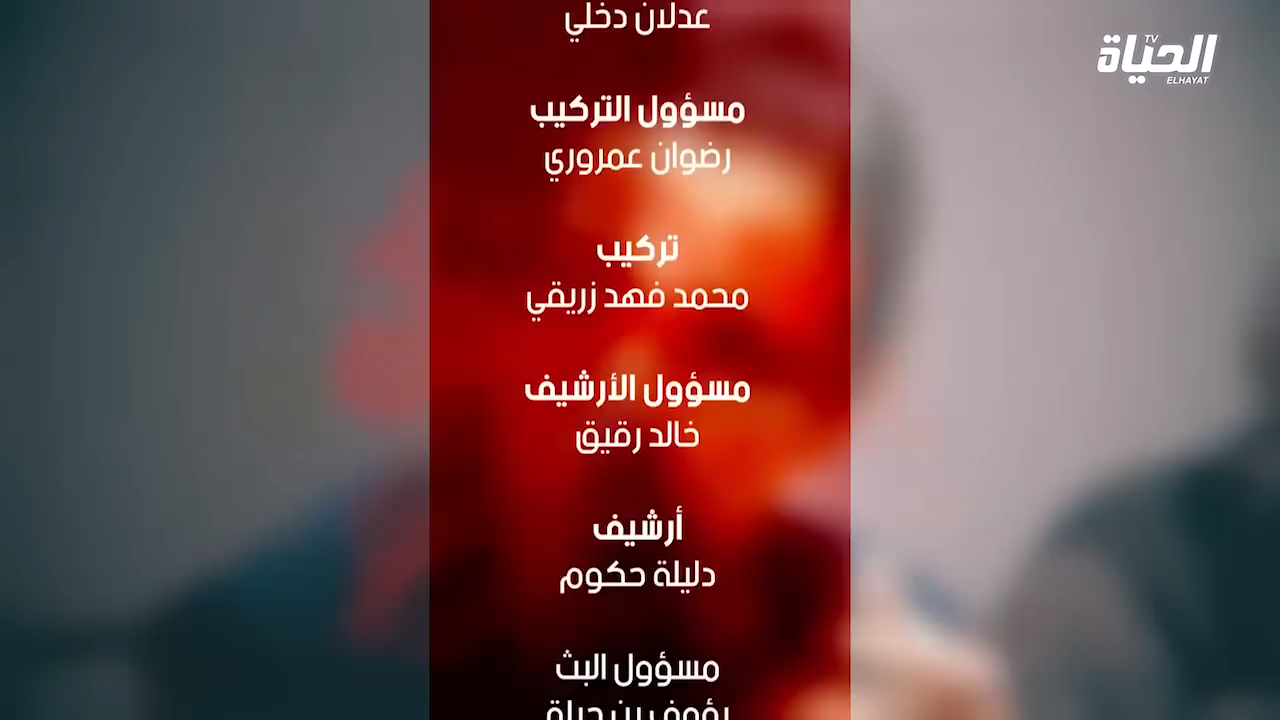 عدلان دخلي
الحياة
TV
ELHAYAT
مسؤول التركيب
رضوان عمروري
تركيب
محمد فهد زريقي
مسؤول الأرشيف
خالد رقيق
أرشيف
دليلة حكوم
مسؤول البث